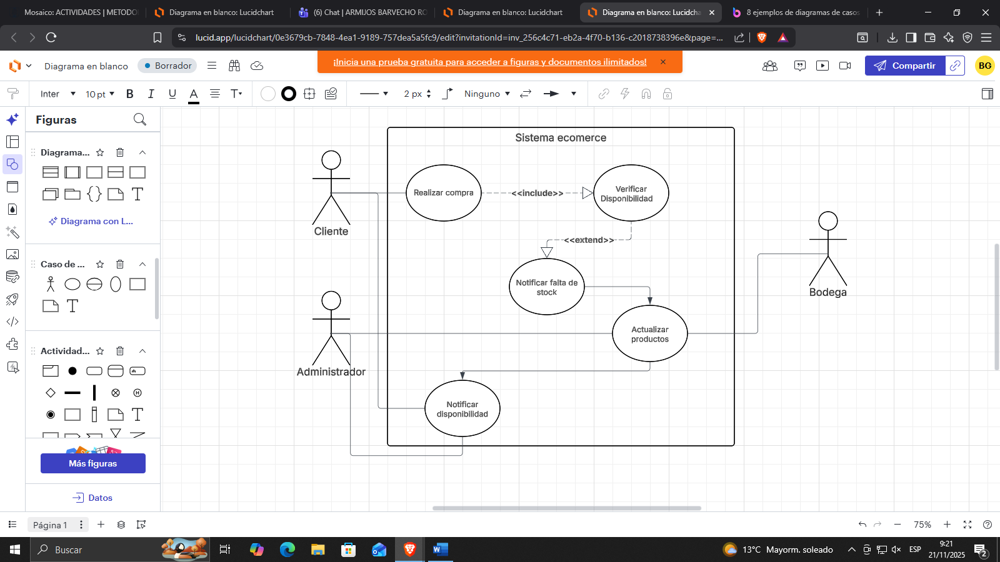 Mosaico: ACTIVIDADES | METODOL
Diagrama en blanco: Lucidchart
(6) Chat | ARMIJOS BARVECHO RO
Diagrama en blanco: Lucidchart
Diagrama en blanco: Lucidcha
8 ejemplos de diagramas de casos
lucid.app/lucidchart/0e3679cb-7848-4ea1-9189-757dea5a5fc9/edit?invitationId=inv_256c4c71-eb2a-4f70-b136-c2018738396e&page=...
Diagrama en blanco
Borrador
¡Inicia una prueba gratuita para acceder a figuras y documentos ilimitados!
Compartir
BG
Inter
10 pt
B
I
U
A
T
2 px
Ninguno
Figuras
Diagrama...
T
Diagrama con L...
Caso de ...
T
Actividad...
H
T
Más figuras
Datos
Sistema ecomerce
Cliente
Realizar compra
<<include>>
Verificar
Disponibilidad
<<extend>>
Notificar falta de
stock
Bodega
Administrador
Actualizar
productos
Notificar
disponibilidad
Página 1
75%
Buscar
13°C Mayorm. soleado
ESP
9:21
21/11/2025
2